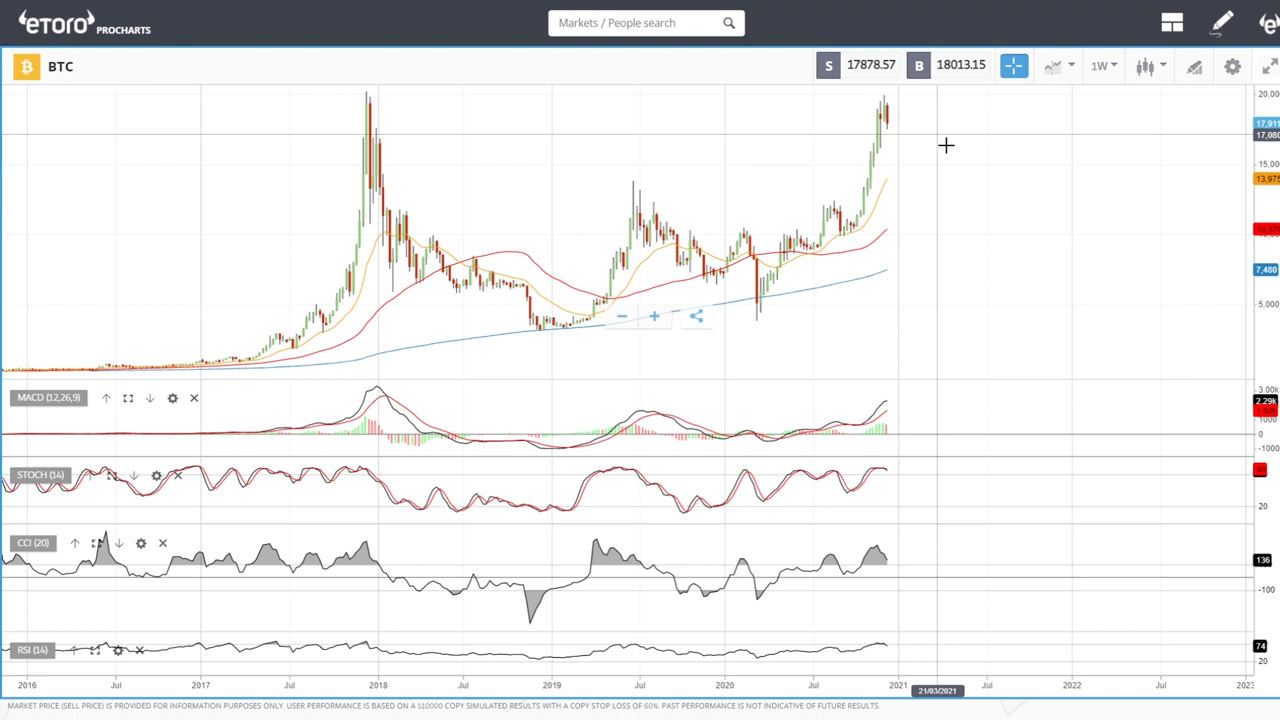 eTORO PROCHARTS
Markets / People search
BTC
S 17878.57 B 18013.15
1W
20,000
17,911
17,080
15,000
13,975
7,480
5,000
MACD (12,26,9)
3.00k
2.29k
1000
0
-1000
STOCH (14)
20
CCI (20)
136
-100
RSI (14)
74
20
2016 Jul 2017 Jul 2018 Jul 2019 Jul 2020 Jul 2021 Jul 2022 Jul 2023
21/03/2021
MARKET PRICE (SELL PRICE) IS PROVIDED FOR INFORMATION PURPOSES ONLY. USER PERFORMANCE IS BASED ON A $10000 COPY SIMULATED RESULTS WITH A COPY STOP LOSS OF 60%. PAST PERFORMANCE IS NOT INDICATIVE OF FUTURE RESULTS.